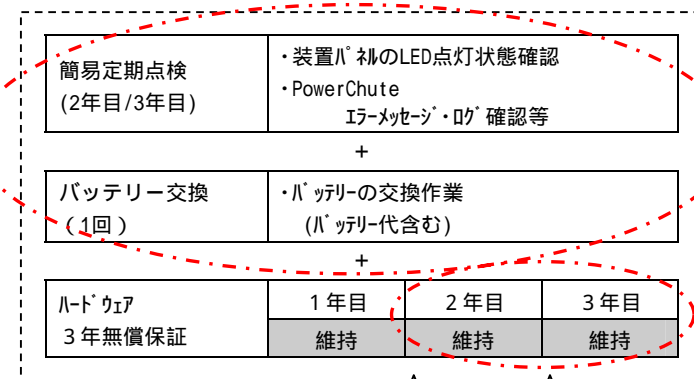 簡易定期点検
(2年目/3年目)
・装置ﾊﾟﾈﾙのLED点灯状態確認
・PowerChute
ｴﾗｰﾒｯｾｰｼﾞ・ﾛｸﾞ確認等
+
バッテリー交換
(1回)
・ﾊﾞｯﾃﾘｰの交換作業
(ﾊﾞｯﾃﾘｰ代含む)
+
ﾊｰﾄﾞｳｪｱ
3年無償保証
1年目 2年目 3年目
維持 維持 維持